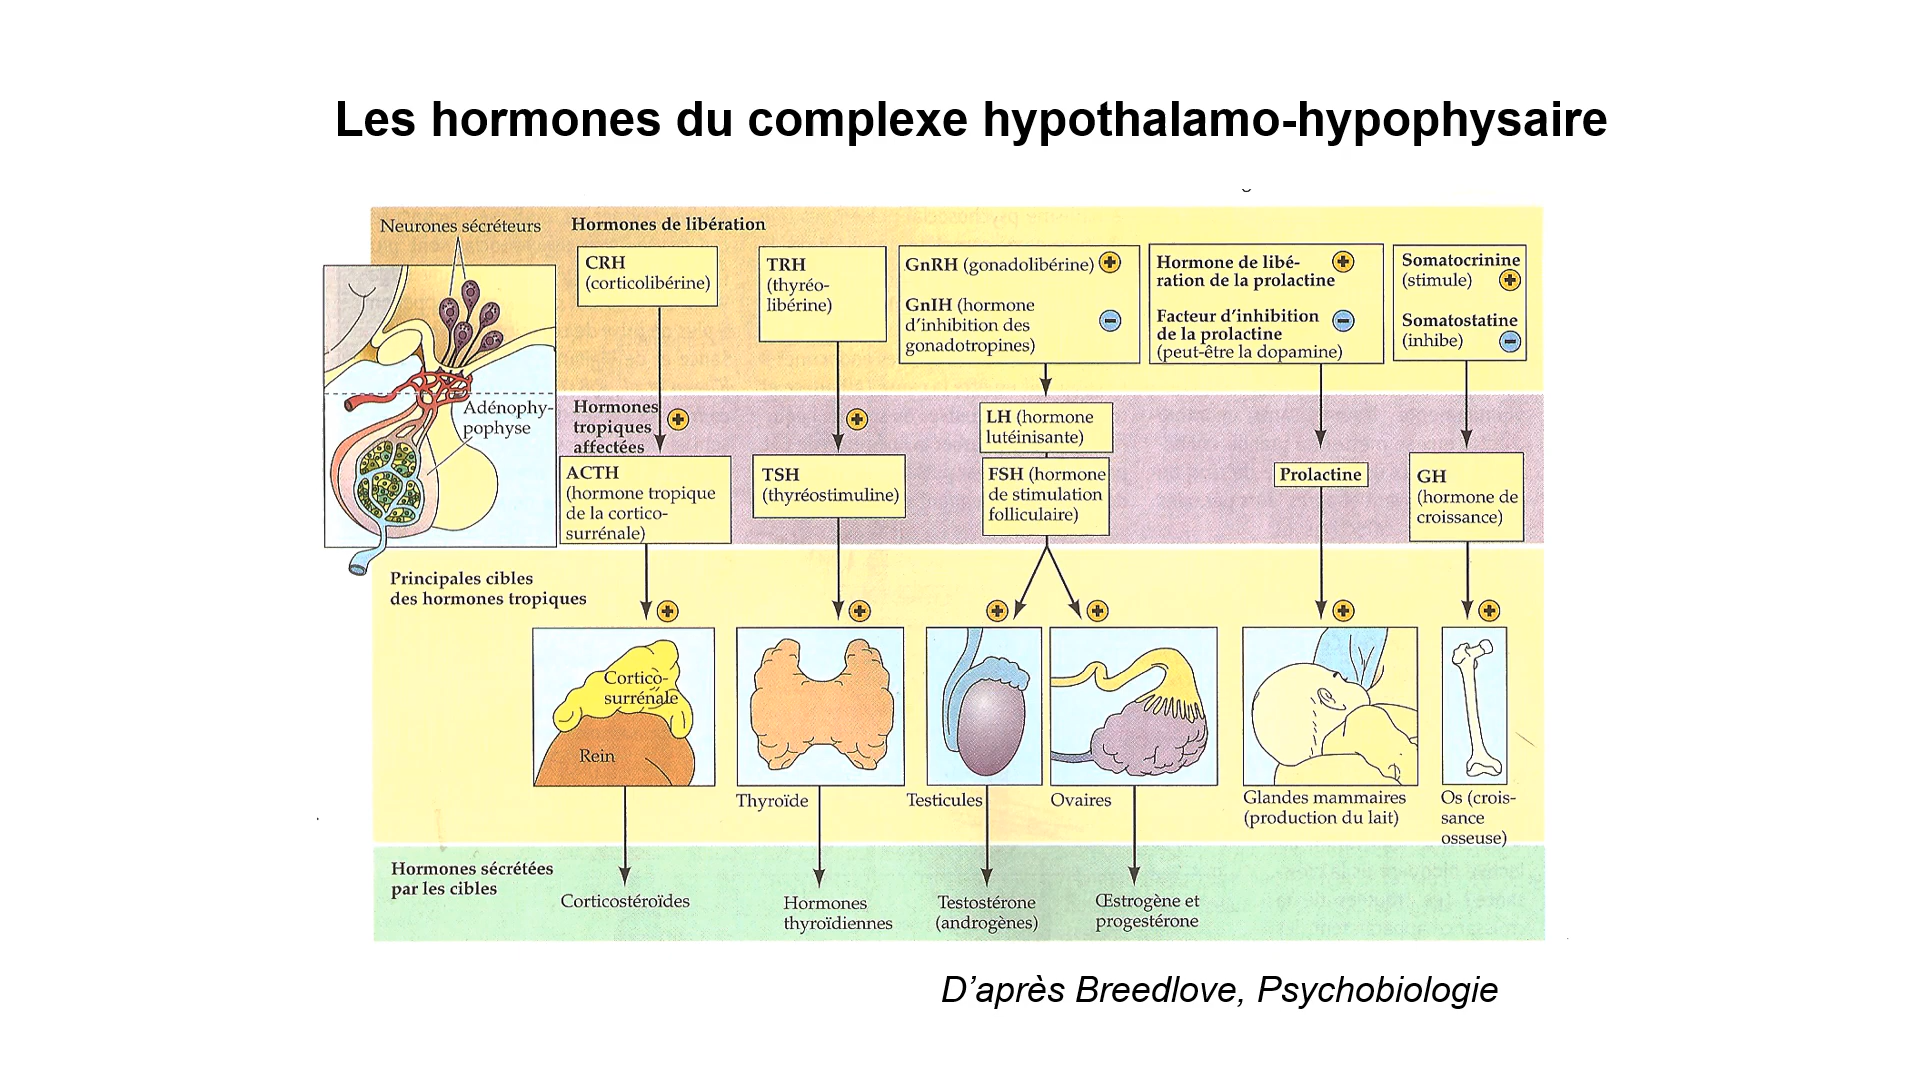 Les hormones du complexe hypothalamo-hypophysaire
Neurones sécréteurs
Hormones de libération
CRH
(corticolibérine)
TRH
(thyréo-
libérine)
GnRH (gonadolibérine) +
GnIH (hormone
d'inhibition des
gonadotropines) −
Hormone de libé-
ration de la prolactine +
Facteur d'inhibition
de la prolactine −
(peut-être la dopamine)
Somatocrinine
(stimule) +
Somatostatine
(inhibe) −
Adénophy-
pophyse
Hormones
tropiques
affectées
+
+
ACTH
(hormone tropique
de la cortico-
surrénale)
TSH
(thyréostimuline)
LH (hormone
lutéinisante)
FSH (hormone
de stimulation
folliculaire)
Prolactine
GH
(hormone de
croissance)
Principales cibles
des hormones tropiques
+
+
+
+
+
+
Cortico-
surrénale
Rein
Thyroïde
Testicules
Ovaires
Glandes mammaires
(production du lait)
Os (crois-
sance
osseuse)
Hormones sécrétées
par les cibles
Corticostéroïdes
Hormones
thyroïdiennes
Testostérone
(androgènes)
Œstrogène et
progestérone
D'après Breedlove, Psychobiologie